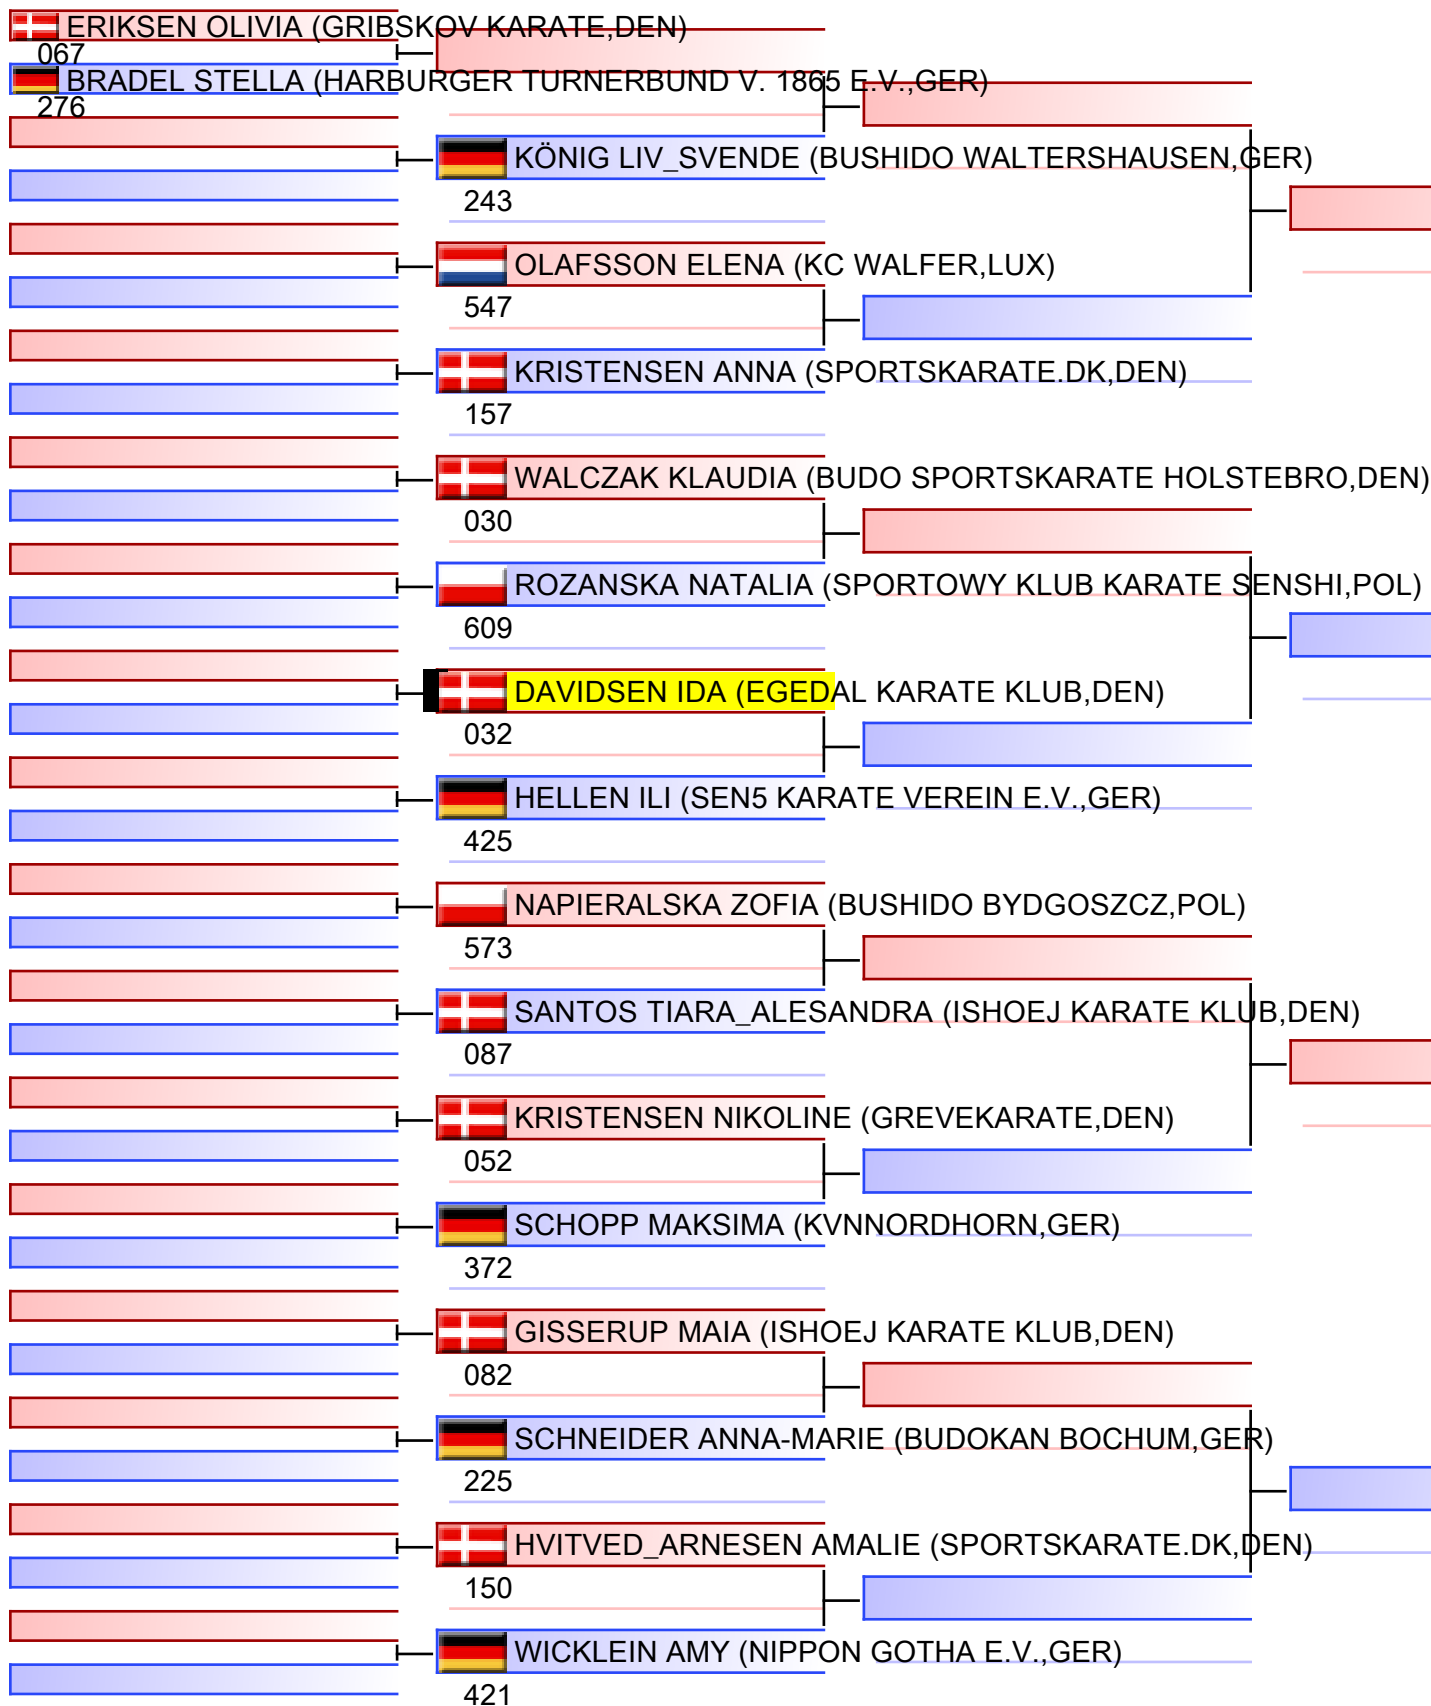 ERIKSEN OLIVIA (GRIBSKOV KARATE,DEN)
067
BRADEL STELLA (HARBURGER TURNERBUND V. 1865 E.V.,GER)
276
KÖNIG LIV_SVENDE (BUSHIDO WALTERSHAUSEN,GER)
243
OLAFSSON ELENA (KC WALFER,LUX)
547
KRISTENSEN ANNA (SPORTSKARATE.DK,DEN)
157
WALCZAK KLAUDIA (BUDO SPORTSKARATE HOLSTEBRO,DEN)
030
ROZANSKA NATALIA (SPORTOWY KLUB KARATE SENSHI,POL)
609
DAVIDSEN IDA (EGEDAL KARATE KLUB,DEN)
032
HELLEN ILI (SEN5 KARATE VEREIN E.V.,GER)
425
NAPIERALSKA ZOFIA (BUSHIDO BYDGOSZCZ,POL)
573
SANTOS TIARA_ALESANDRA (ISHOEJ KARATE KLUB,DEN)
087
KRISTENSEN NIKOLINE (GREVEKARATE,DEN)
052
SCHOPP MAKSIMA (KVNNORDHORN,GER)
372
GISSERUP MAIA (ISHOEJ KARATE KLUB,DEN)
082
SCHNEIDER ANNA-MARIE (BUDOKAN BOCHUM,GER)
225
HVITVED_ARNESEN AMALIE (SPORTSKARATE.DK,DEN)
150
WICKLEIN AMY (NIPPON GOTHA E.V.,GER)
421